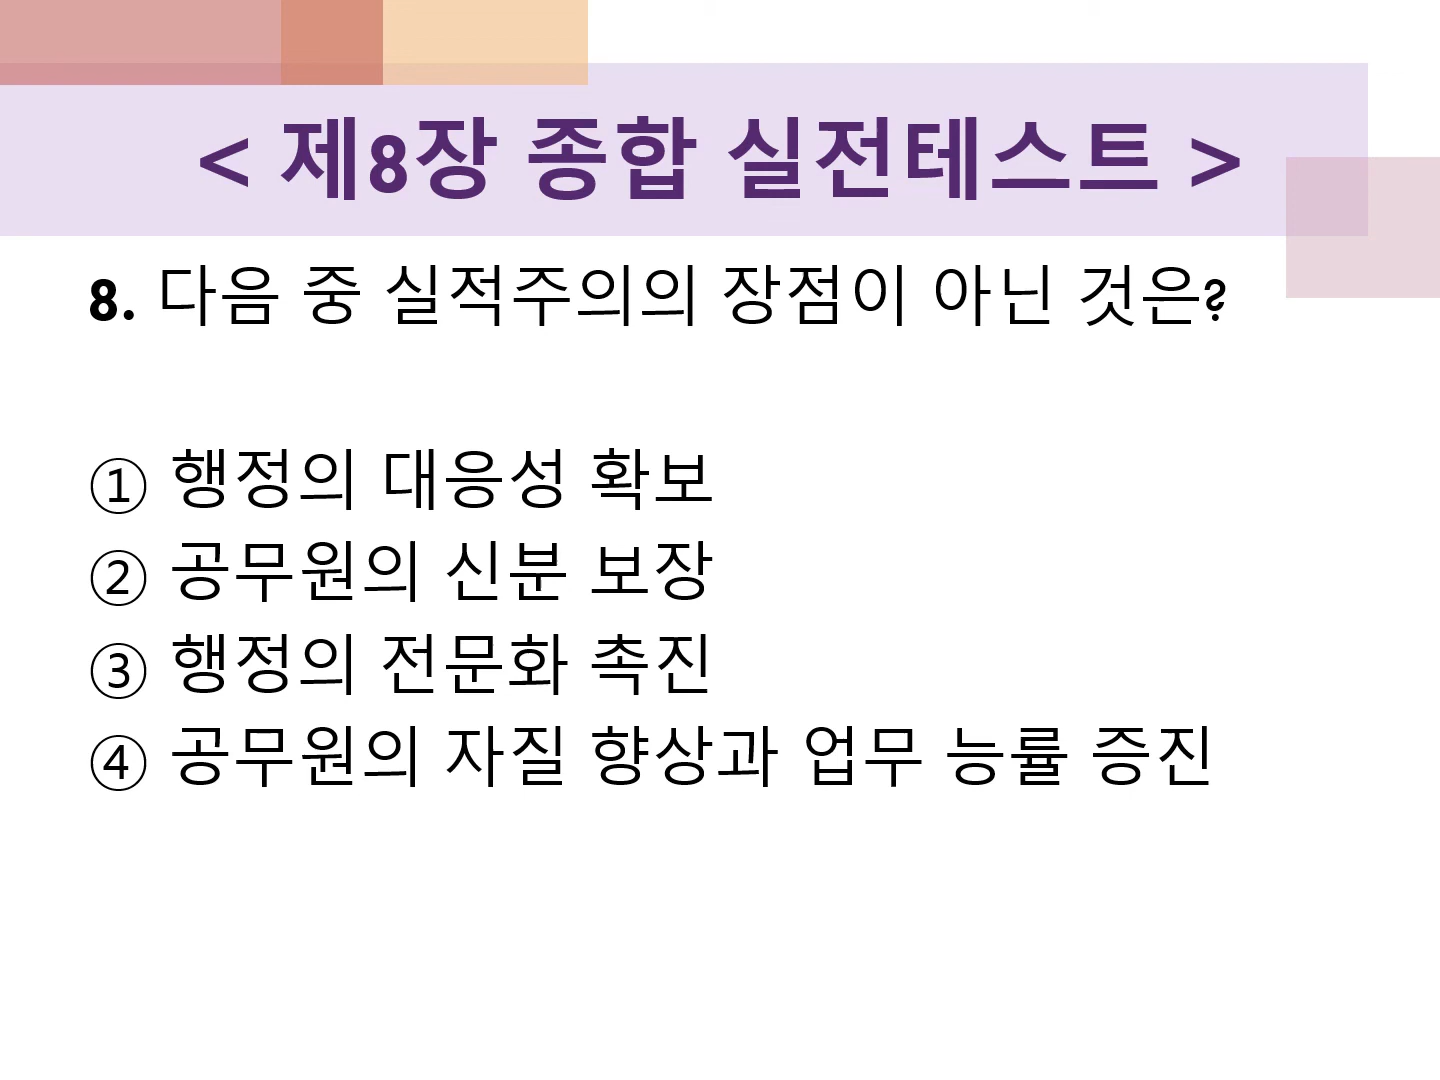 < 제8장 종합 실전테스트 >
8. 다음 중 실적주의의 장점이 아닌 것은?
① 행정의 대응성 확보
② 공무원의 신분 보장
③ 행정의 전문화 촉진
④ 공무원의 자질 향상과 업무 능률 증진